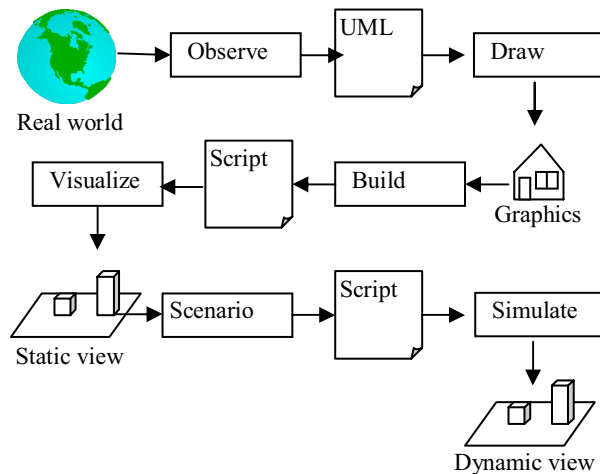 Observe
UML
Draw
Real world
Visualize
Script
Build
Graphics
Scenario
Script
Simulate
Static view
Dynamic view